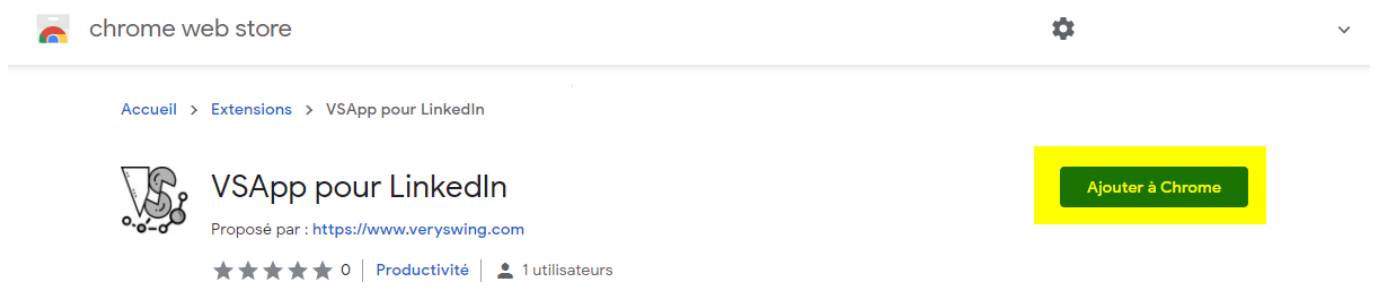 chrome web store
Accueil > Extensions > VSApp pour LinkedIn
VS
VSApp pour LinkedIn
Ajouter à Chrome
Proposé par : https://www.veryswing.com
0 | Productivité | 1 utilisateurs